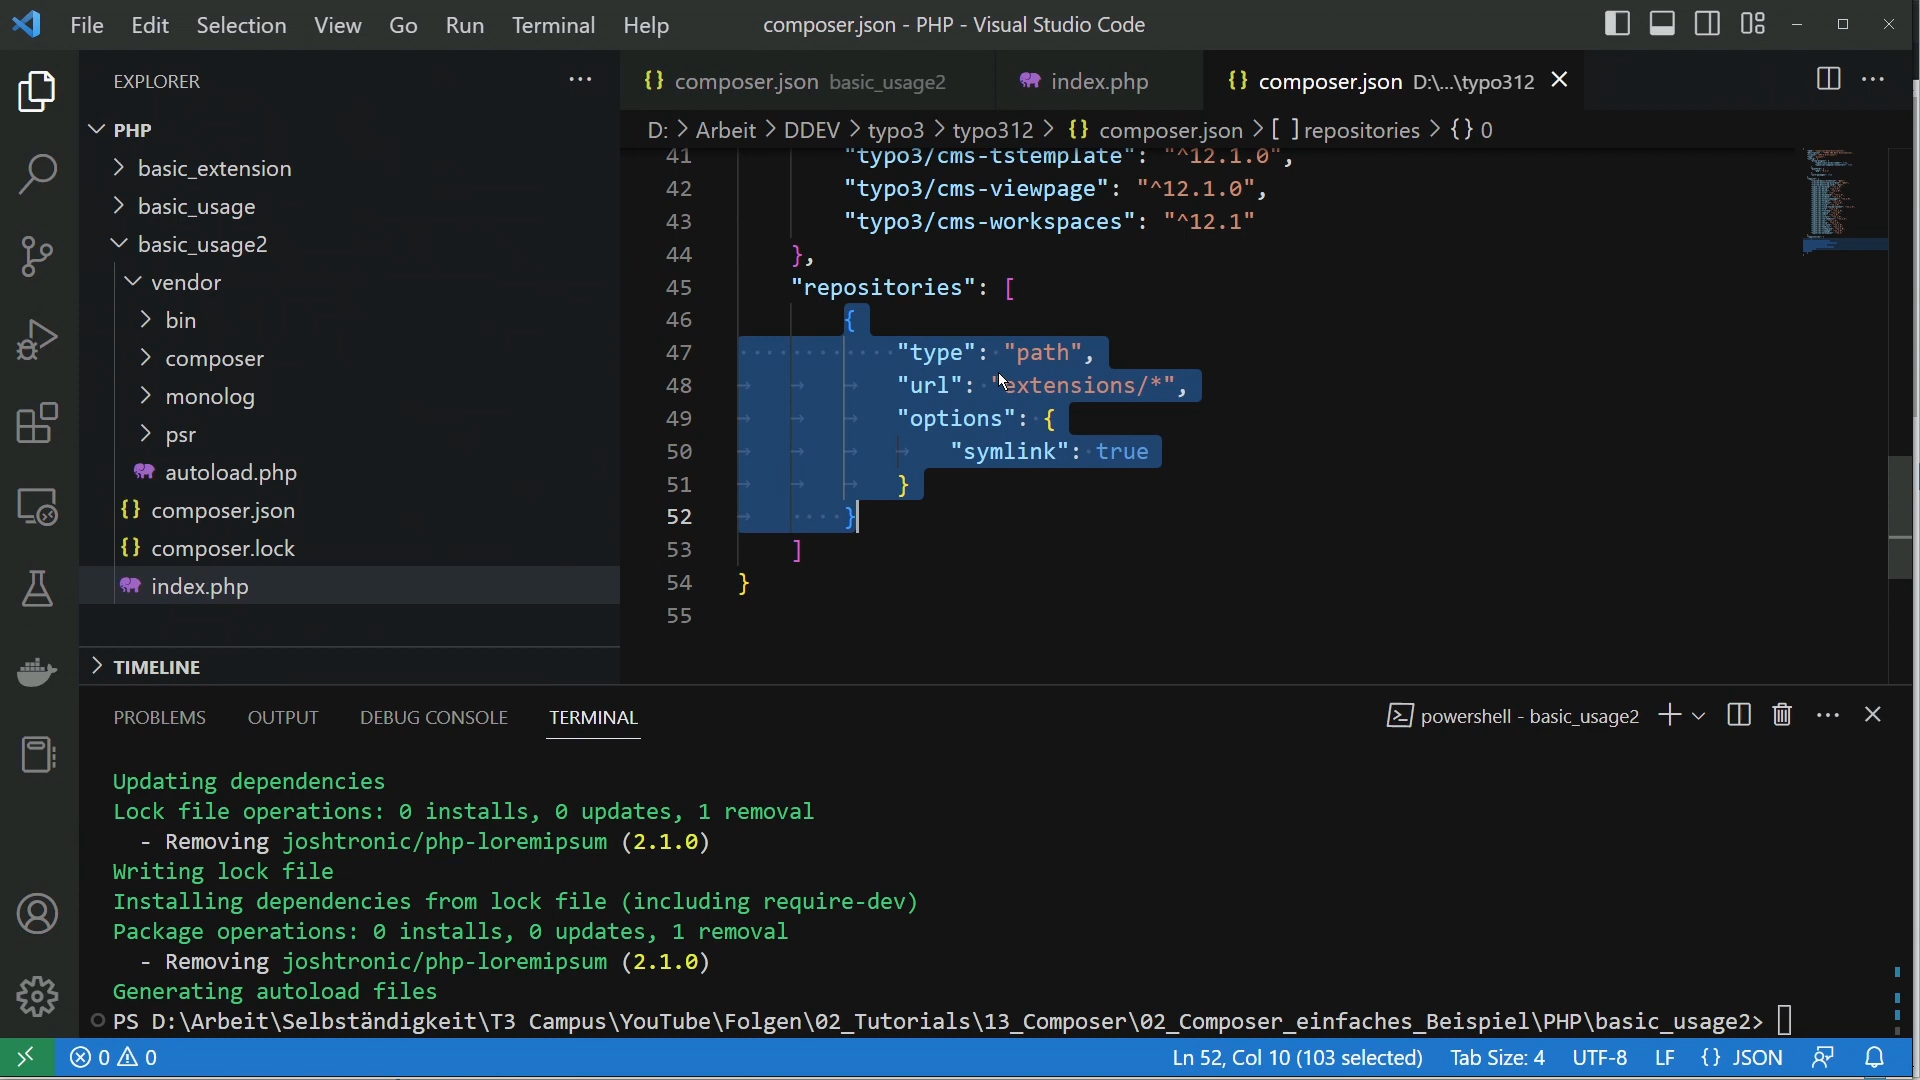 File Edit Selection View Go Run Terminal Help composer.json - PHP - Visual Studio Code
EXPLORER
PHP
basic_extension
basic_usage
basic_usage2
vendor
bin
composer
monolog
psr
autoload.php
composer.json
composer.lock
index.php
TIMELINE
composer.json basic_usage2 index.php composer.json D:\...\typo312
D: > Arbeit > DDEV > typo3 > typo312 > {} composer.json > [ ] repositories > {} 0
41 "typo3/cms-tstemplate": "^12.1.0",
42 "typo3/cms-viewpage": "^12.1.0",
43 "typo3/cms-workspaces": "^12.1"
44 },
45 "repositories": [
46 {
47 "type": "path",
48 "url": "extensions/*",
49 "options": {
50 "symlink": true
51 }
52 }
53 ]
54 }
55
PROBLEMS OUTPUT DEBUG CONSOLE TERMINAL powershell - basic_usage2
Updating dependencies
Lock file operations: 0 installs, 0 updates, 1 removal
- Removing joshtronic/php-loremipsum (2.1.0)
Writing lock file
Installing dependencies from lock file (including require-dev)
Package operations: 0 installs, 0 updates, 1 removal
- Removing joshtronic/php-loremipsum (2.1.0)
Generating autoload files
PS D:\Arbeit\Selbständigkeit\T3 Campus\YouTube\Folgen\02_Tutorials\13_Composer\02_Composer_einfaches_Beispiel\PHP\basic_usage2>
0 0 Ln 52, Col 10 (103 selected) Tab Size: 4 UTF-8 LF {} JSON